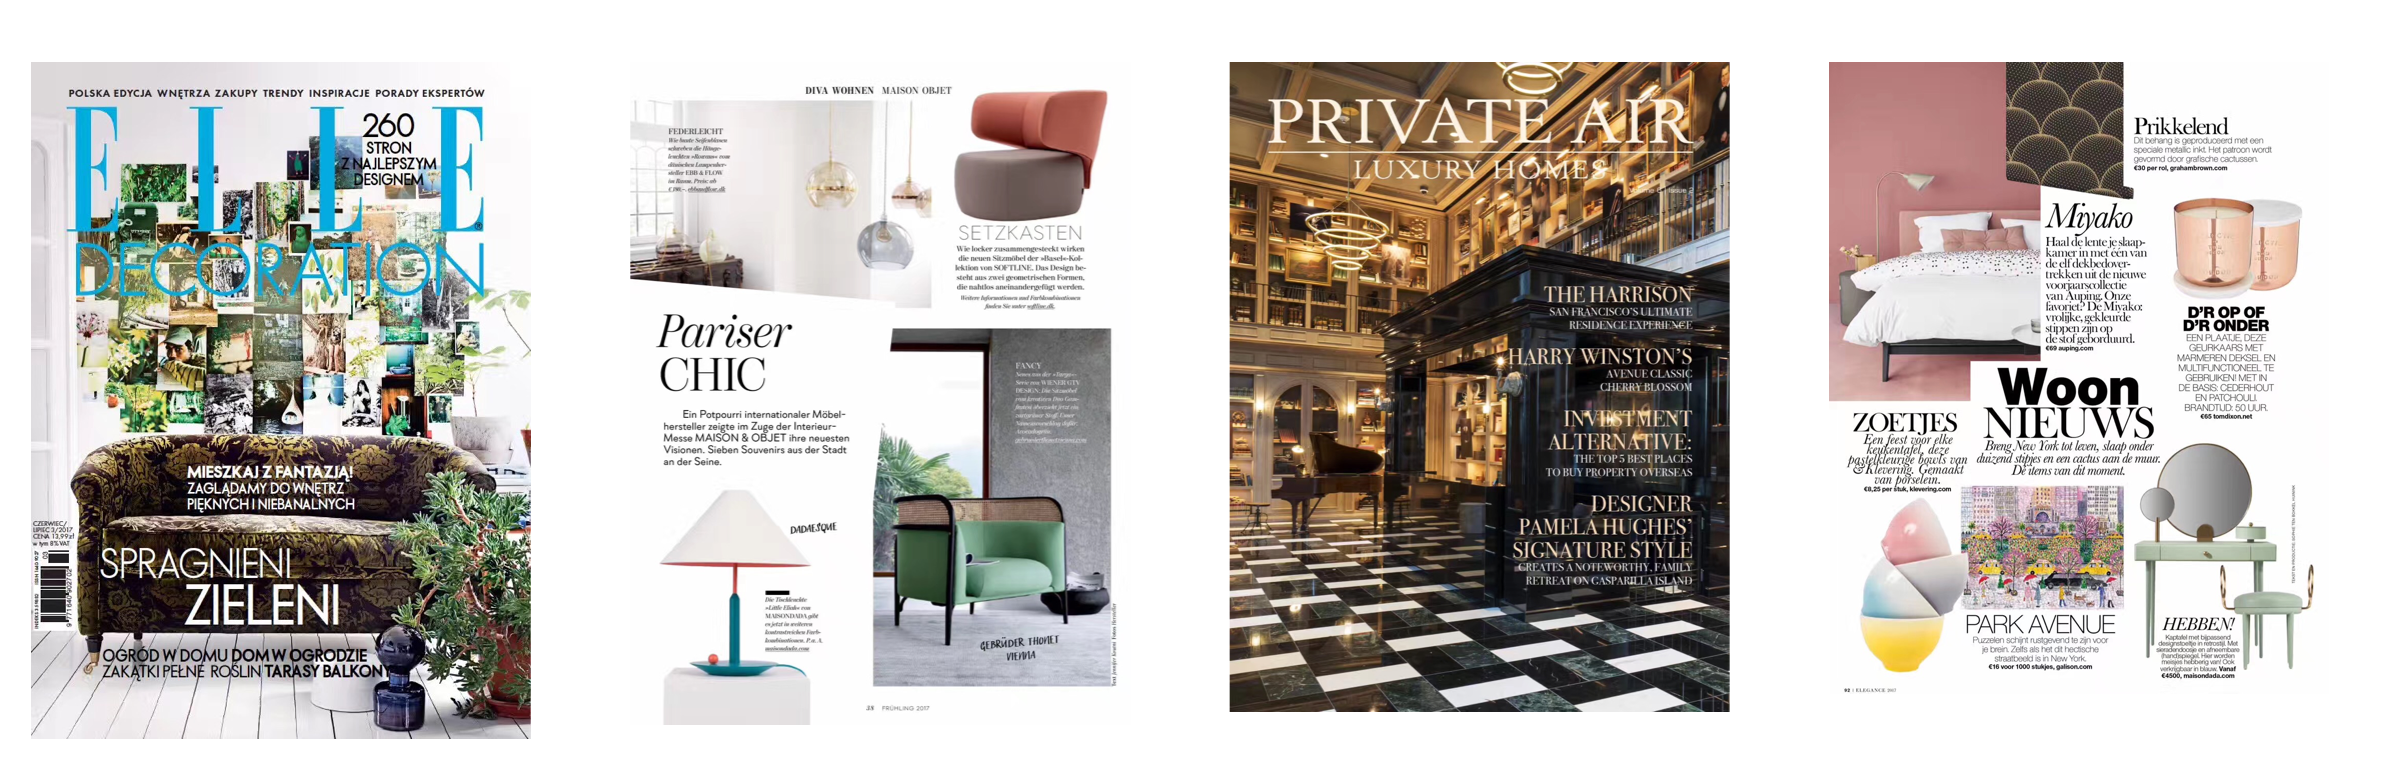 POLSKA EDYCJA WNĘTRZA ZAKUPY TRENDY INSPIRACJE PORADY EKSPERTÓW
ELLE
DECORATION
260
STRON
Z NAJLEPSZYM
DESIGNEM
MIESZKAJ Z FANTAZJĄ!
ZAGLĄDAMY DO WNĘTRZ
PIĘKNYCH I NIEBANALNYCH
CZERWIEC/
LIPIEC 3/2017
CENA 13,99zł
w tym 8% VAT
SPRAGNIENI
ZIELENI
OGRÓD W DOMU DOM W OGRODZIE
ZAKĄTKI PEŁNE ROŚLIN TARASY BALKONY
DIVA WOHNEN MAISON OBJET
FEDERLEICHT
SETZKASTEN
Wie locker zusammengesteckt wirken
die neuen Sitzmöbel der »Basel«-Kol-
lektion von SOFTLINE. Das Design be-
steht aus zwei geometrischen Formen,
die nahtlos aneinandergefügt werden.
Weitere Informationen und Farbkombinationen
finden Sie unter softline.dk.
Pariser
CHIC
Ein Potpourri internationaler Möbel-
hersteller zeigte im Zuge der Interieur-
Messe MAISON & OBJET ihre neuesten
Visionen. Sieben Souvenirs aus der Stadt
an der Seine.
FANCY
DADAESQUE
Die Tischleuchte
»Little Eliah« von
MAISONDADA gibt
es jetzt in weiteren
kontrastreichen Farb-
kombinationen. P. a. A.
maisondada.com
GEBRÜDER THONET
VIENNA
58 FRÜHLING 2017
PRIVATE AIR
LUXURY HOMES
THE HARRISON
SAN FRANCISCO'S ULTIMATE
RESIDENCE EXPERIENCE
HARRY WINSTON'S
AVENUE CLASSIC
CHERRY BLOSSOM
INVESTMENT
ALTERNATIVE:
THE TOP 5 BEST PLACES
TO BUY PROPERTY OVERSEAS
DESIGNER
PAMELA HUGHES'
SIGNATURE STYLE
CREATES A NOTEWORTHY, FAMILY
RETREAT ON GASPARILLA ISLAND
Prikkelend
Dit behang is geproduceerd met een
speciale metallic inkt. Het patroon wordt
gevormd door grafische cactussen.
€30 per rol, grahambrown.com
Miyako
Haal de lente je slaap-
kamer in met één van
de elf dekbedover-
trekken uit de nieuwe
voorjaarscollectie
van Auping. Onze
favoriet? De Miyako:
vrolijke, gekleurde
stippen zijn op
de stof geborduurd.
€69 auping.com
D'R OP OF
D'R ONDER
EEN PLAATJE, DEZE
GEURKAARS MET
MARMEREN DEKSEL EN
MULTIFUNCTIONEEL TE
GEBRUIKEN! MET IN
DE BASIS: CEDERHOUT
EN PATCHOULI.
BRANDTIJD: 50 UUR.
€65 tomdixon.net
Woon
NIEUWS
Breng New York tot leven, slaap onder
duizend stipjes en een cactus aan de muur.
Dé items van dit moment.
ZOETJES
Een feest voor elke
keukentafel, deze
pastelkleurige bowls van
&Klevering. Gemaakt
van porselein.
€8,25 per stuk, klevering.com
PARK AVENUE
Puzzelen schijnt rustgevend te zijn voor
je brein. Zelfs als het dit hectische
straatbeeld is in New York.
€16 voor 1000 stukjes, galison.com
HEBBEN!
Kaptafel met bijpassend
designstoeltje in retrostijl. Met
sieradendoosje en afneembare
(hand)spiegel. Hier worden
meisjes hebberig van! Ook
verkrijgbaar in blauw. Vanaf
€4500, maisondada.com
92 | ELEGANCE 2017